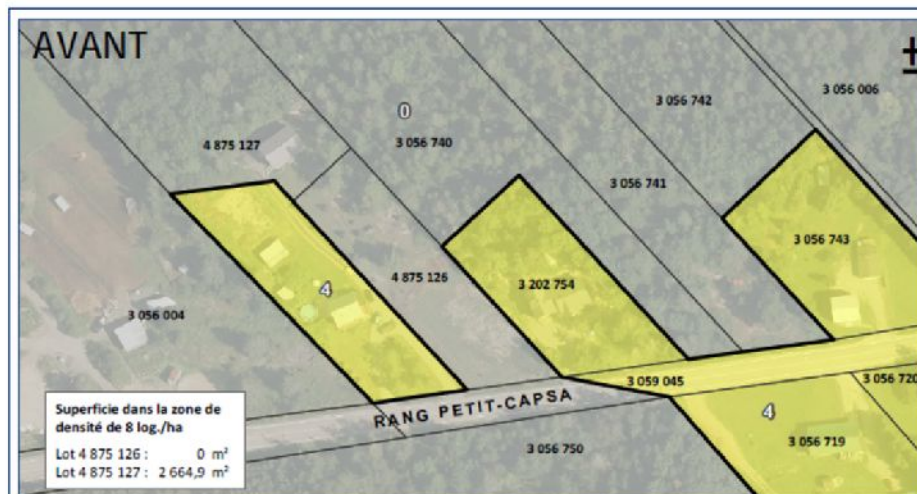 AVANT
±
3 056 006
3 056 742
0
4 875 127
3 056 740
3 056 741
3 056 743
4 875 126
3 202 754
4
3 056 004
3 059 045
3 056 720
RANG PETIT-CAPSA
4
3 056 719
3 056 750
Superficie dans la zone de
densité de 8 log./ha
Lot 4 875 126 : 0 m²
Lot 4 875 127 : 2 664,9 m²